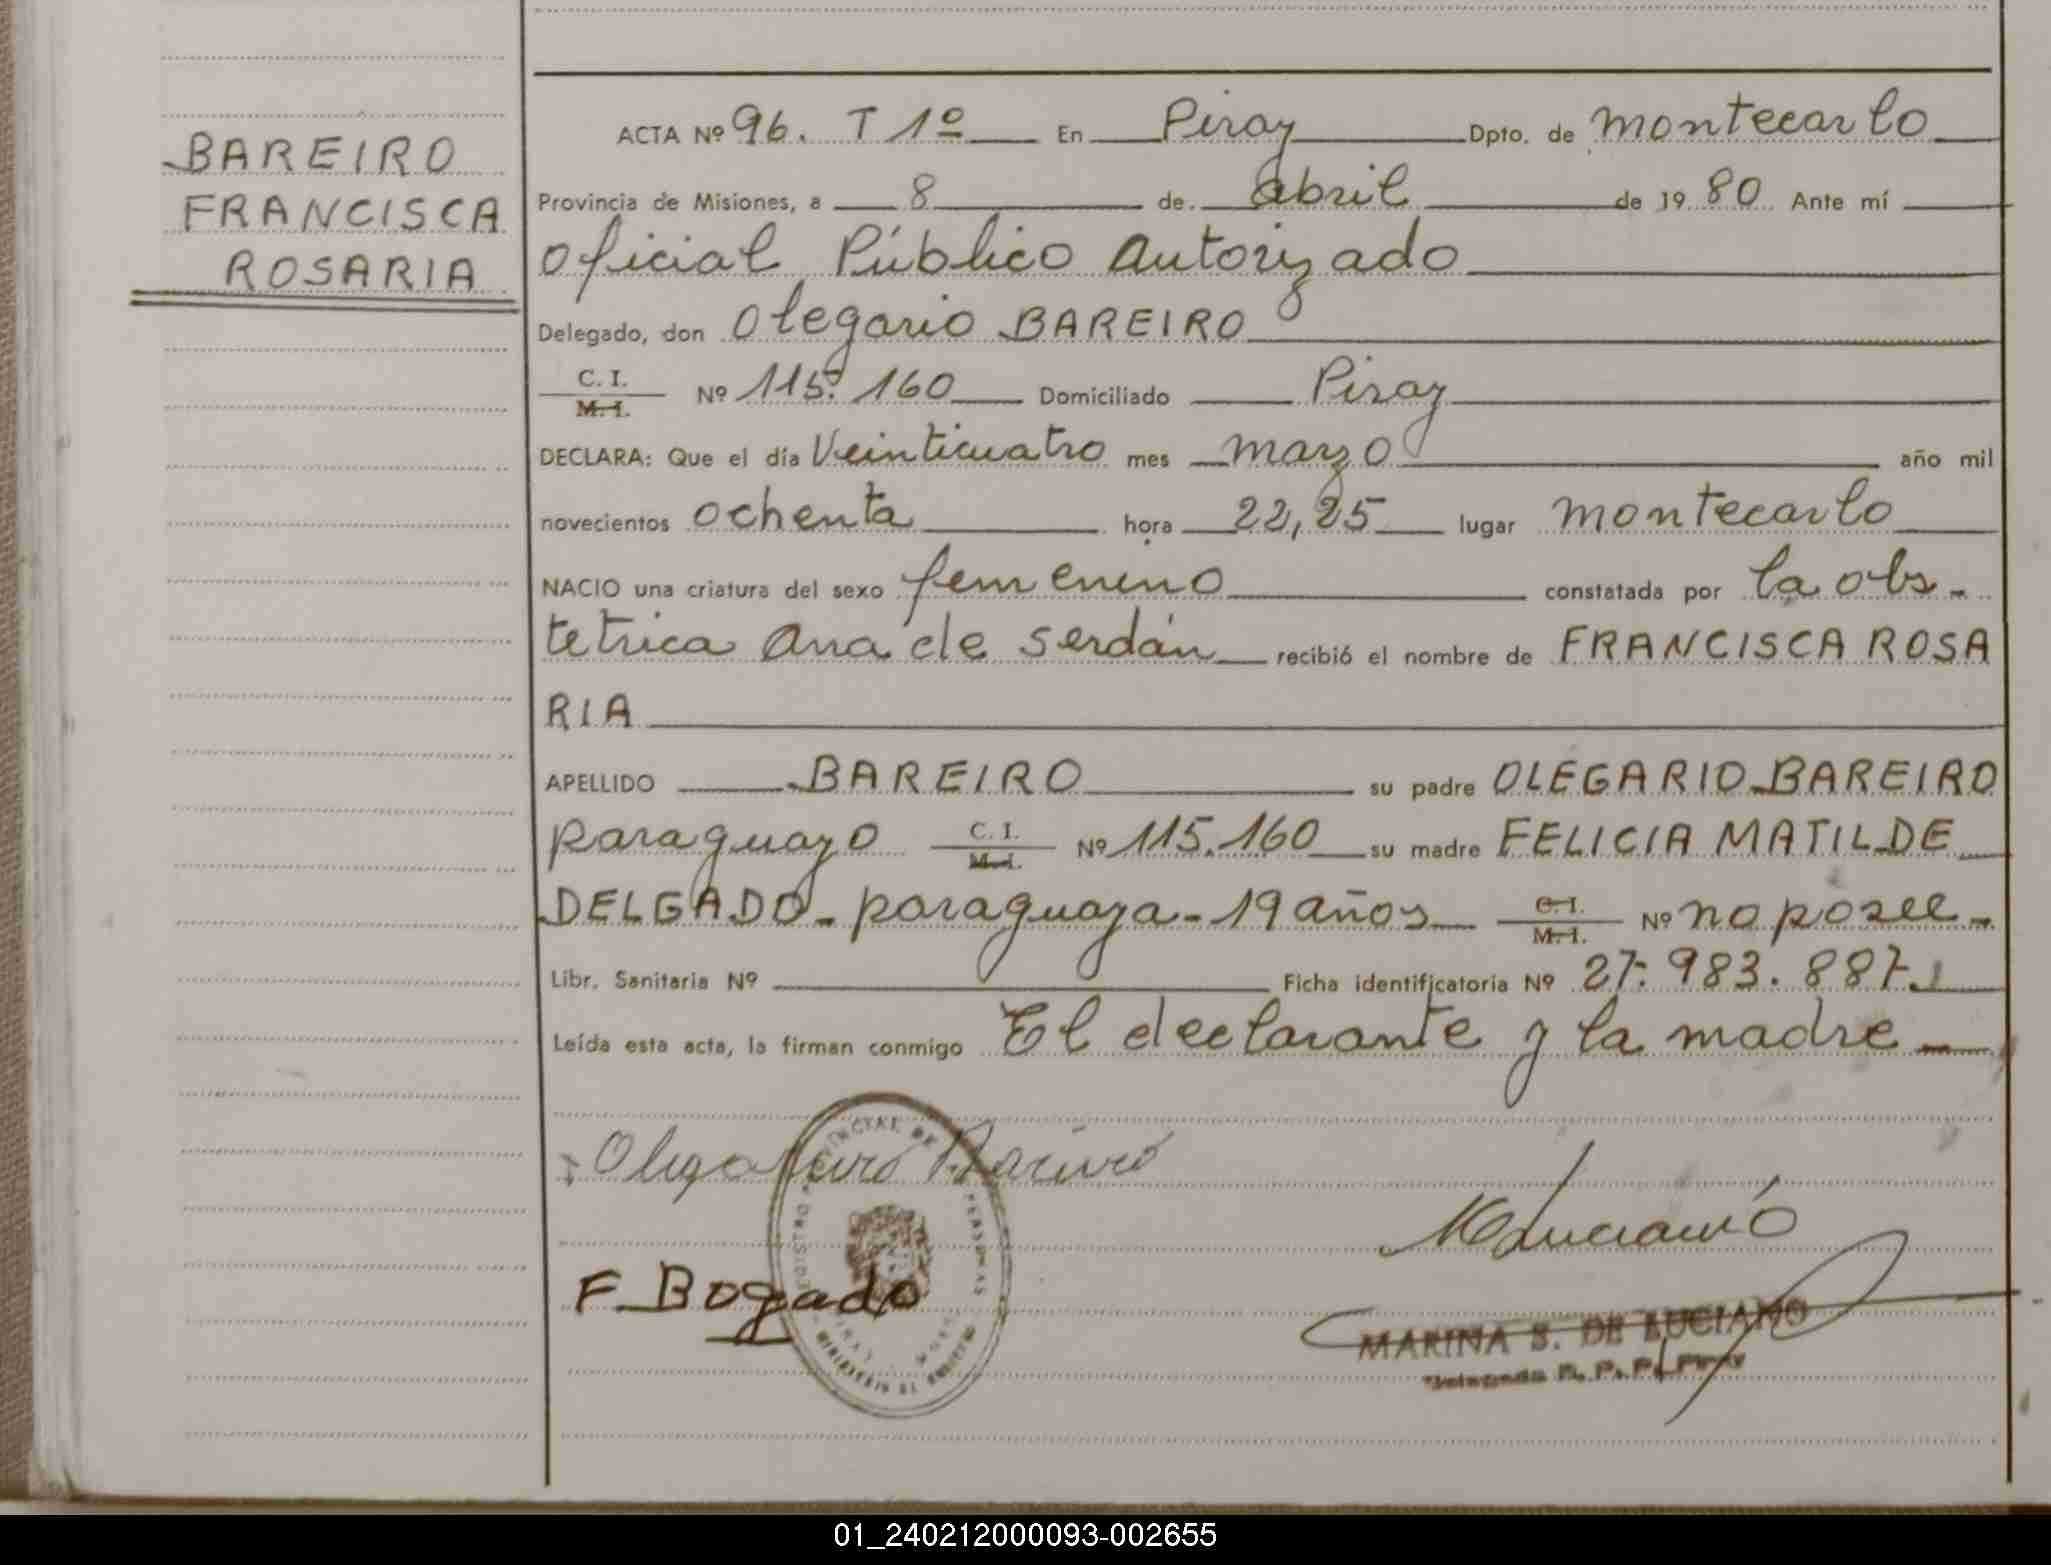 BAREIRO
FRANCISCA
ROSARIA
ACTA Nº 96. T 1º En Piray Dpto. de Montecarlo
Provincia de Misiones, a 8 de abril de 19 80 Ante mí
Oficial Público Autorizado
Delegado, don Olegario BAREIRO
C. I. M. I. Nº 115.160 Domiciliado Piray
DECLARA: Que el día Veinticuatro mes Marzo año mil
novecientos Ochenta hora 22,25 lugar Montecarlo
NACIO una criatura del sexo femenino constatada por la obs-
tetrica Ana de Serdán recibió el nombre de FRANCISCA ROSA
RIA
APELLIDO BAREIRO su padre OLEGARIO BAREIRO
paraguayo C. I. M. I. Nº 115.160 su madre FELICIA MATILDE
DELGADO - paraguaya - 19 años C. I. M. I. Nº no posee -
Libr. Sanitaria Nº Ficha identificatoria Nº 27.983.887
Leída esta acta, la firman conmigo El declarante y la madre
F Bogado
MARINA S. DE LUCIANO
01_240212000093-002655